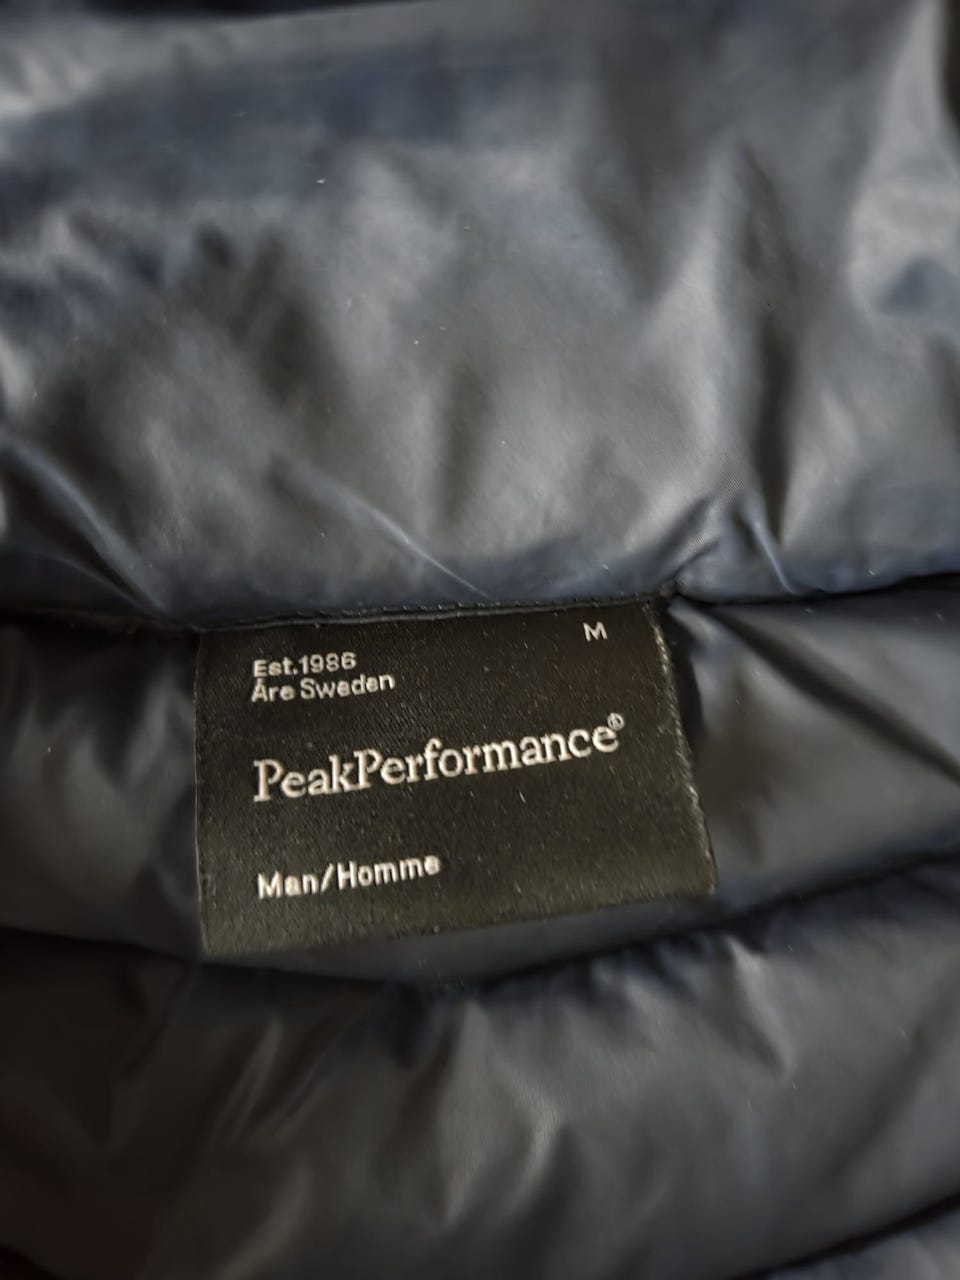 M
Est.1986
Åre Sweden
PeakPerformance®
Man/Homme